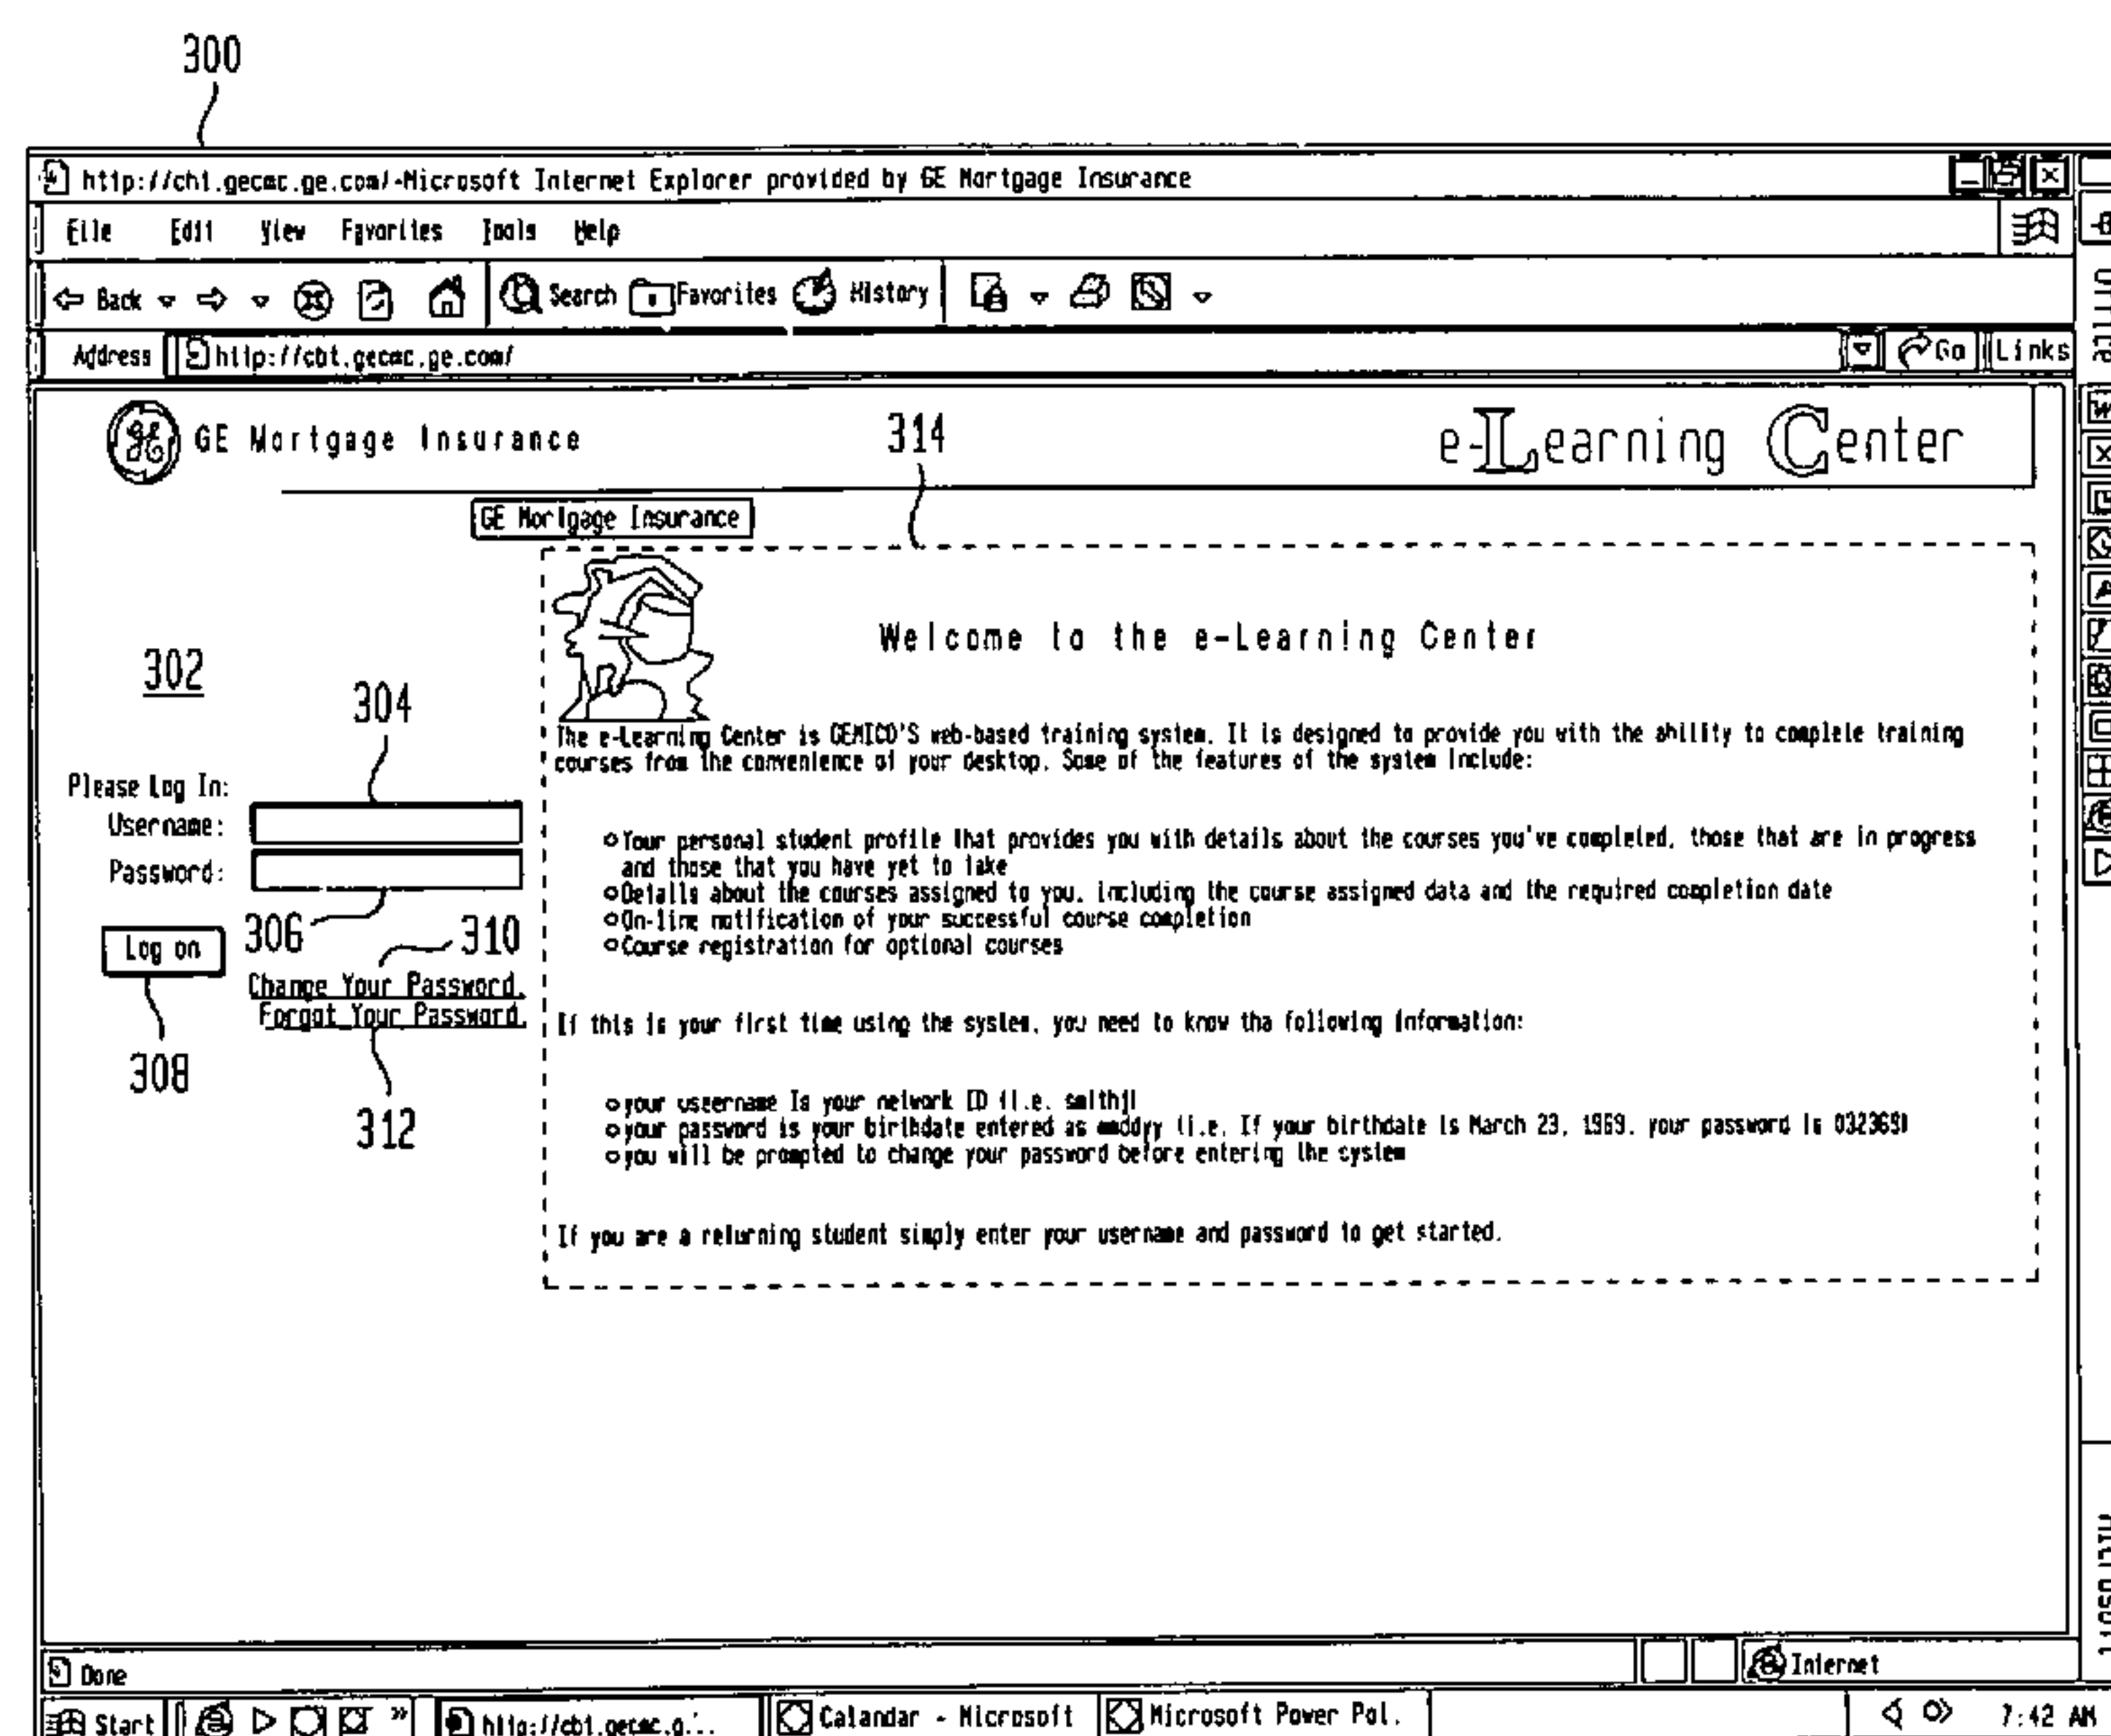 300
http://cht.gecmc.ge.com/-Microsoft Internet Explorer provided by GE Mortgage Insurance
File Edit View Favorites Tools Help
Back Search Favorites History
Address http://cbt.gecmc.ge.com/ Go Links
Office
GE Mortgage Insurance 314 e-Learning Center
GE Mortgage Insurance
302
Welcome to the e-Learning Center
304
The e-Learning Center is GEMICO'S web-based training system. It is designed to provide you with the ability to complete training
courses from the convenience of your desktop. Some of the features of the system include:
Please Log In:
Username:
Password:
306
310
Log on
Change Your Password.
Forgot Your Password.
308
312
Your personal student profile that provides you with details about the courses you've completed, those that are in progress
and those that you have yet to take
Details about the courses assigned to you, including the course assigned data and the required completion date
On-line notification of your successful course completion
Course registration for optional courses
If this is your first time using the system, you need to know tha following information:
your useername Is your network ID (i.e. smithj)
your password is your birthdate entered as mmddyy (i.e. If your birthdate is March 23, 1969. your password is 032369)
you will be prompted to change your password before entering the system
If you are a returning student simply enter your username and password to get started.
Microsoft
Done Internet
Start http://cbt.gecmc.g... Calandar - Microsoft Microsoft Power Poi. 7:42 AM